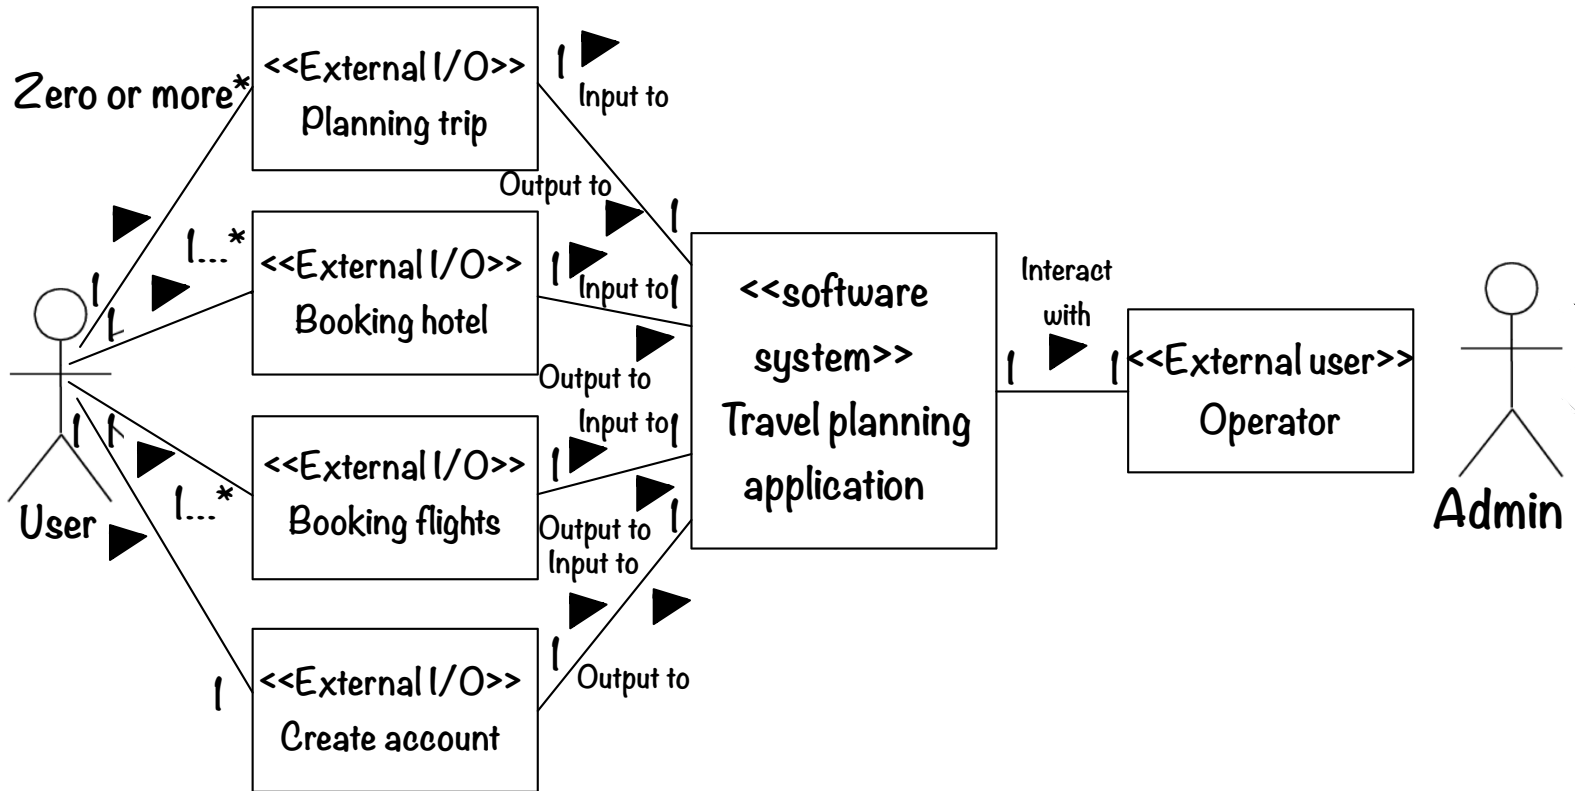 Zero or more*
<<External I/O>>
Planning trip
1
Input to
Output to
1
1
1...*
<<External I/O>>
Booking hotel
1
Input to
1
Output to
1
<<software
system>>
Travel planning
application
Interact
with
1
1
<<External user>>
Operator
User
1
1
1...*
<<External I/O>>
Booking flights
1
Input to
1
Output to
Admin
1
<<External I/O>>
Create account
1
Input to
1
Output to